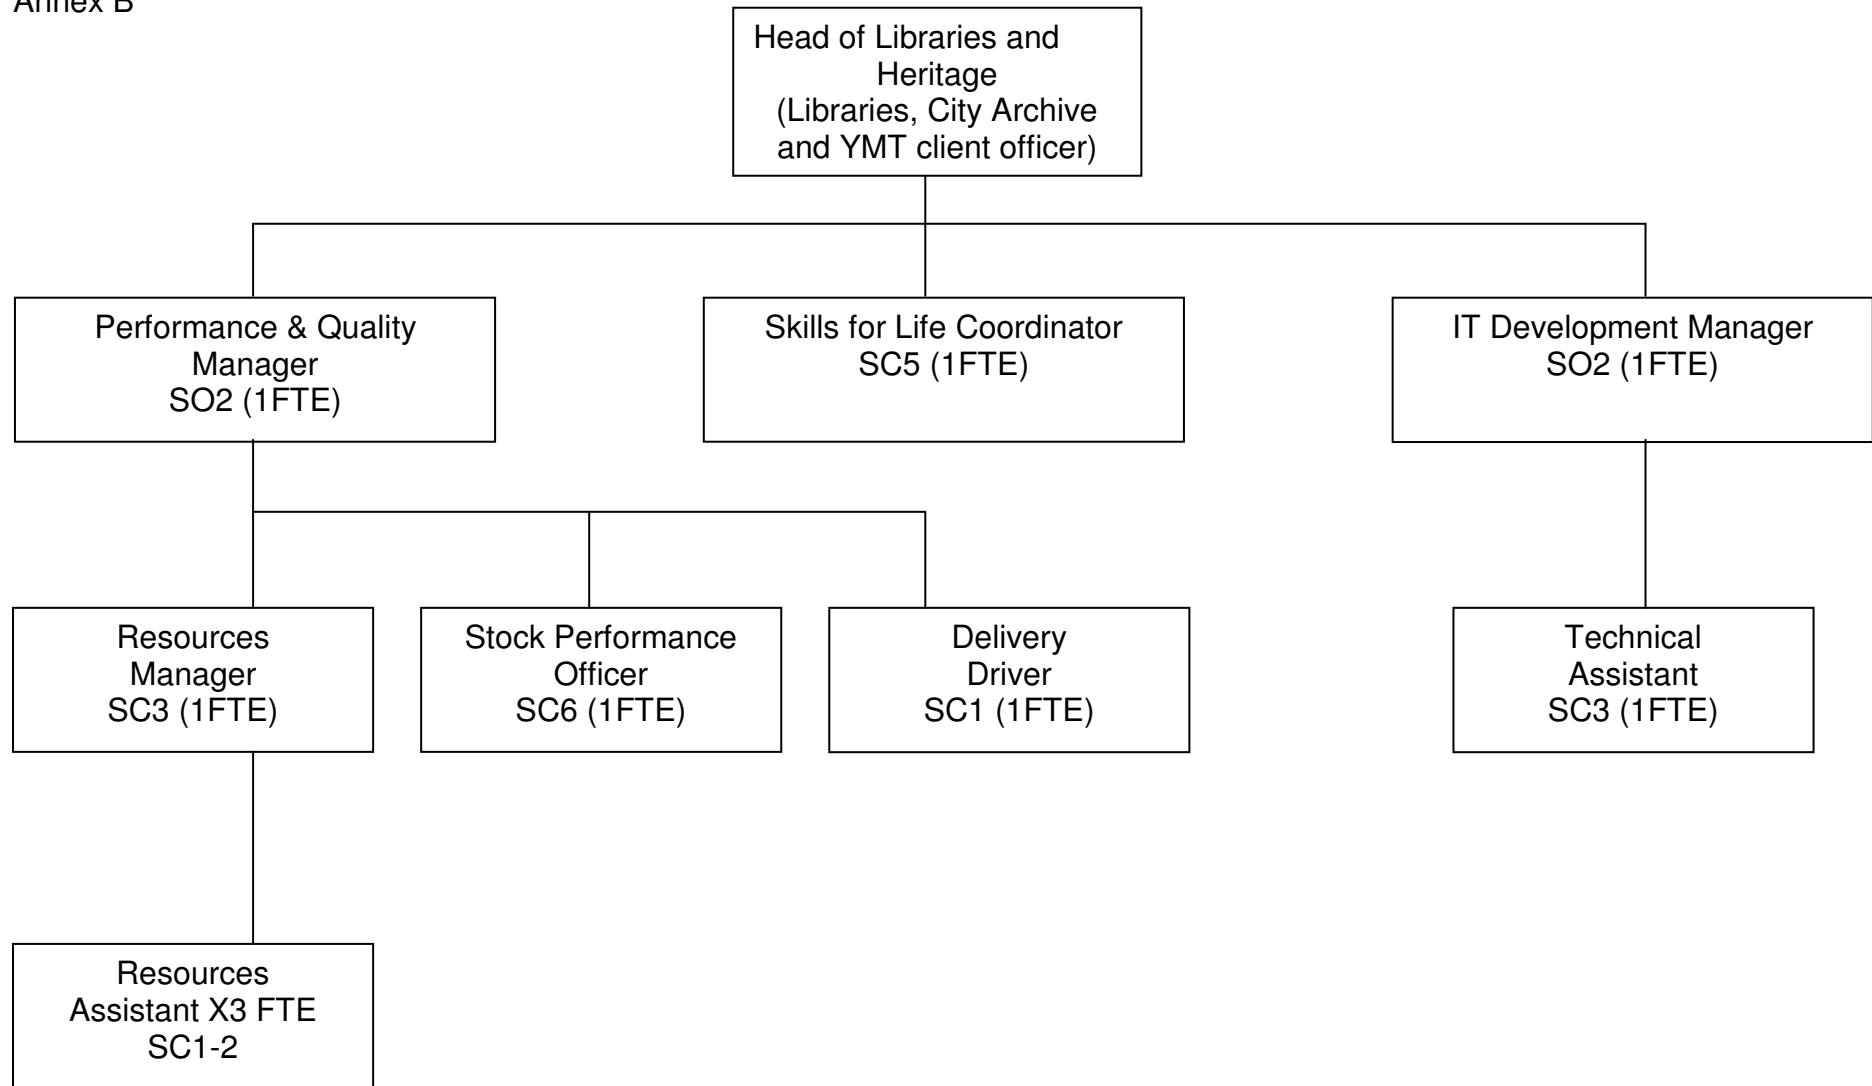 Annex B
Head of Libraries and
Heritage
(Libraries, City Archive
and YMT client officer)
Performance & Quality
Manager
SO2 (1FTE)
Skills for Life Coordinator
SC5 (1FTE)
IT Development Manager
SO2 (1FTE)
Resources
Manager
SC3 (1FTE)
Stock Performance
Officer
SC6 (1FTE)
Delivery
Driver
SC1 (1FTE)
Technical
Assistant
SC3 (1FTE)
Resources
Assistant X3 FTE
SC1-2